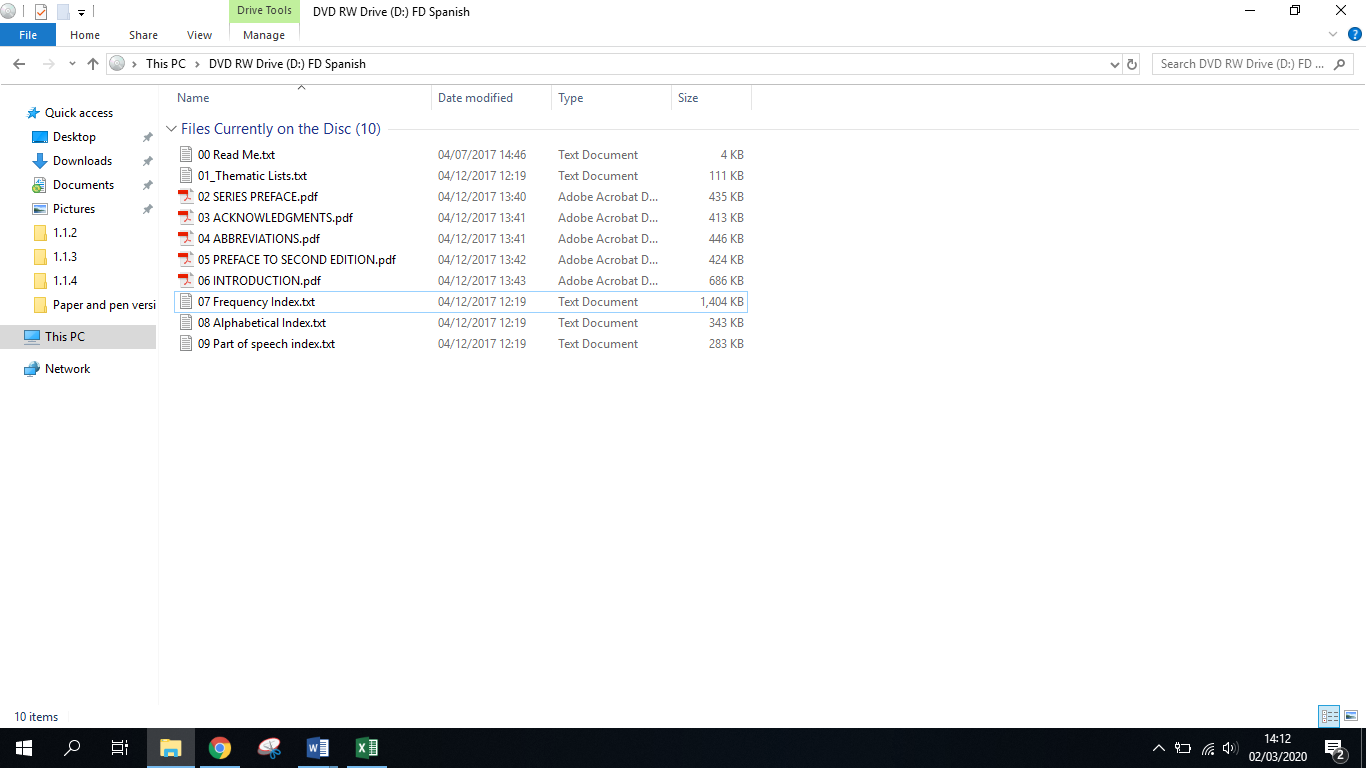 Drive Tools DVD RW Drive (D:) FD Spanish
File Home Share View Manage
This PC DVD RW Drive (D:) FD Spanish Search DVD RW Drive (D:) FD ...
Name Date modified Type Size
Quick access
Desktop
Downloads
Documents
Pictures
1.1.2
1.1.3
1.1.4
Paper and pen versi
This PC
Network
Files Currently on the Disc (10)
00 Read Me.txt 04/07/2017 14:46 Text Document 4 KB
01_Thematic Lists.txt 04/12/2017 12:19 Text Document 111 KB
02 SERIES PREFACE.pdf 04/12/2017 13:40 Adobe Acrobat D... 435 KB
03 ACKNOWLEDGMENTS.pdf 04/12/2017 13:41 Adobe Acrobat D... 413 KB
04 ABBREVIATIONS.pdf 04/12/2017 13:41 Adobe Acrobat D... 446 KB
05 PREFACE TO SECOND EDITION.pdf 04/12/2017 13:42 Adobe Acrobat D... 424 KB
06 INTRODUCTION.pdf 04/12/2017 13:43 Adobe Acrobat D... 686 KB
07 Frequency Index.txt 04/12/2017 12:19 Text Document 1,404 KB
08 Alphabetical Index.txt 04/12/2017 12:19 Text Document 343 KB
09 Part of speech index.txt 04/12/2017 12:19 Text Document 283 KB
10 items
14:12
02/03/2020
2